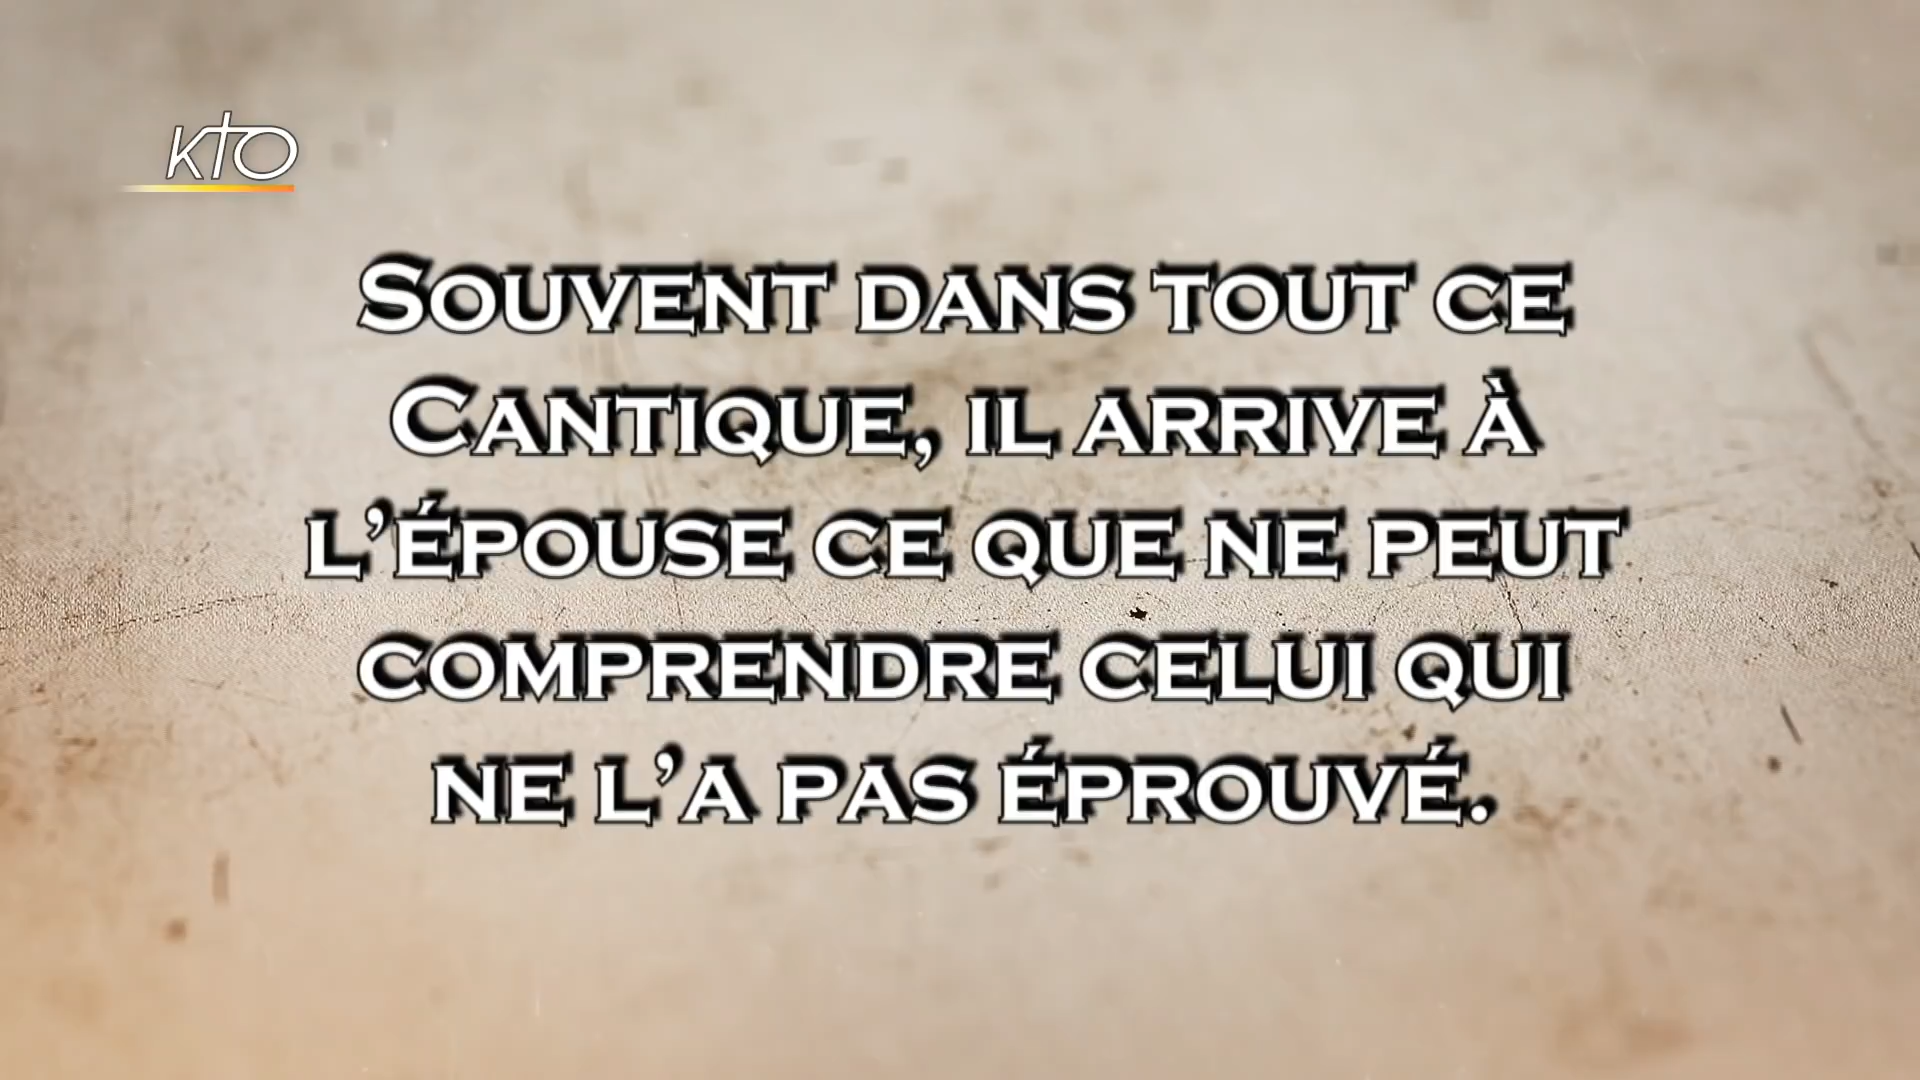 KTO
Souvent dans tout ce
Cantique, il arrive à
l’épouse ce que ne peut
comprendre celui qui
ne l’a pas éprouvé.